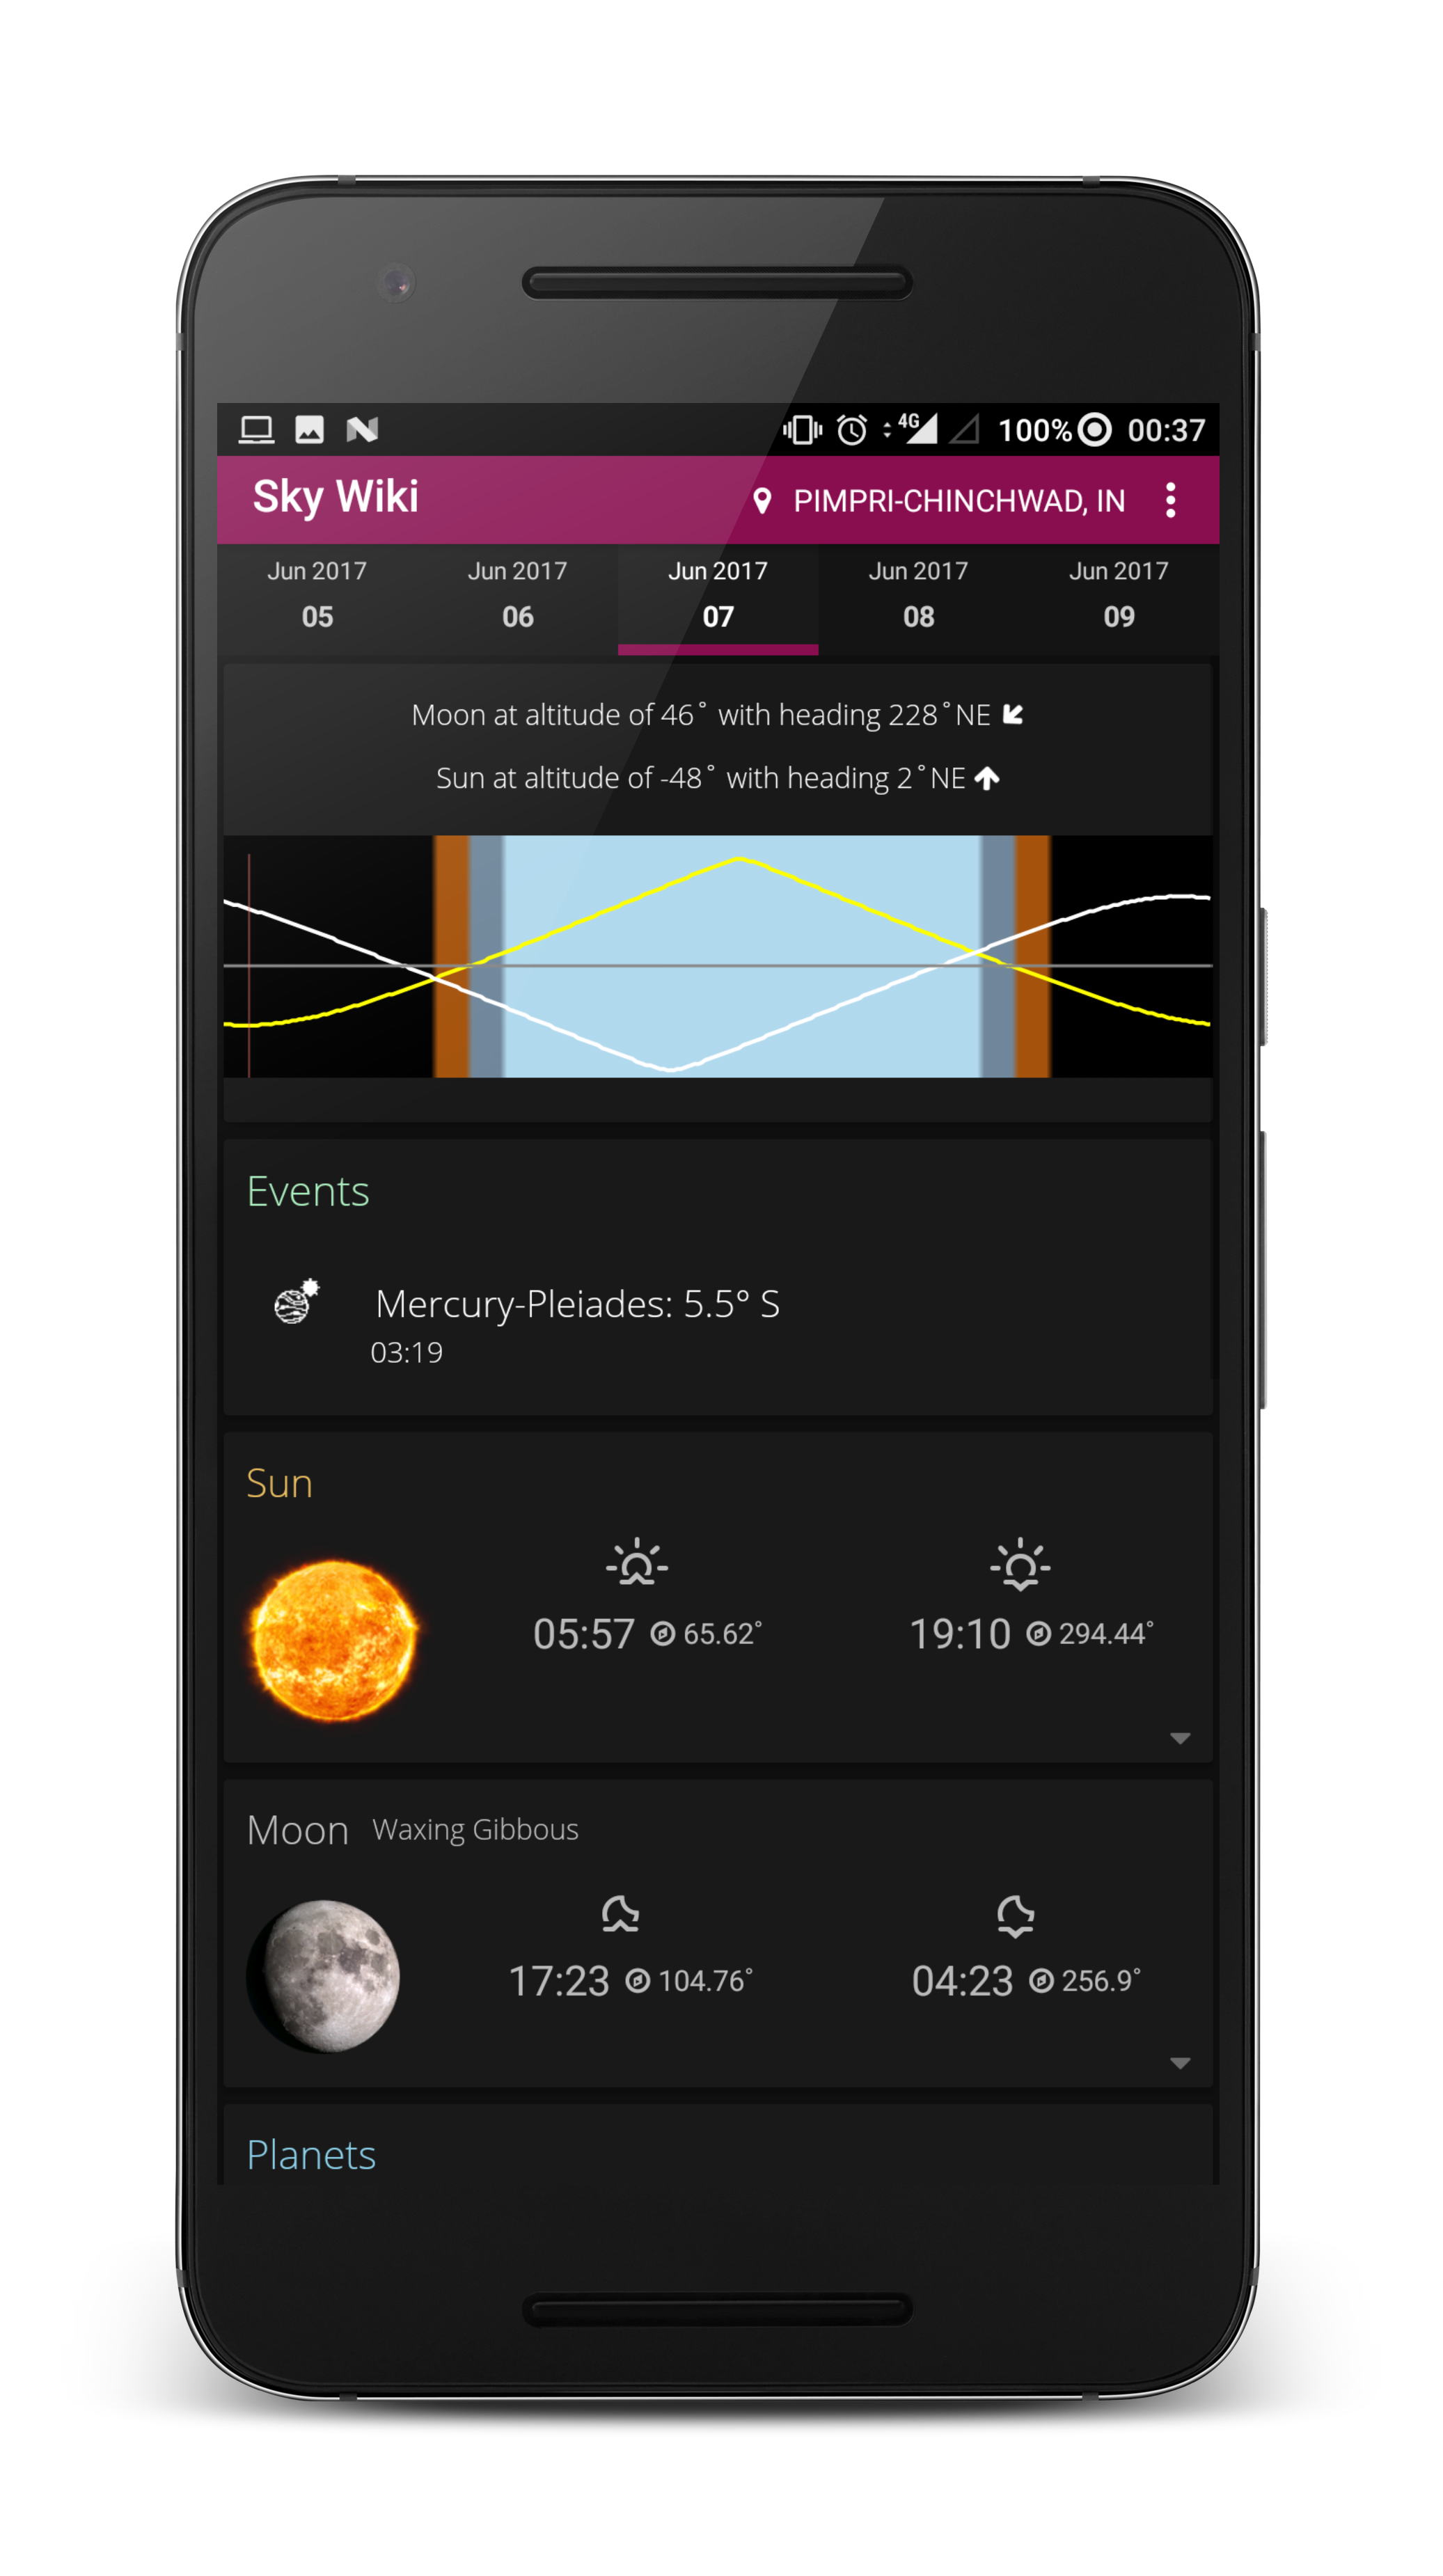 4G 100% 00:37
Sky Wiki PIMPRI-CHINCHWAD, IN
Jun 2017 Jun 2017 Jun 2017 Jun 2017 Jun 2017
05 06 07 08 09
Moon at altitude of 46° with heading 228°NE
Sun at altitude of -48° with heading 2°NE
Events
Mercury-Pleiades: 5.5° S
03:19
Sun
05:57 65.62° 19:10 294.44°
Moon Waxing Gibbous
17:23 104.76° 04:23 256.9°
Planets